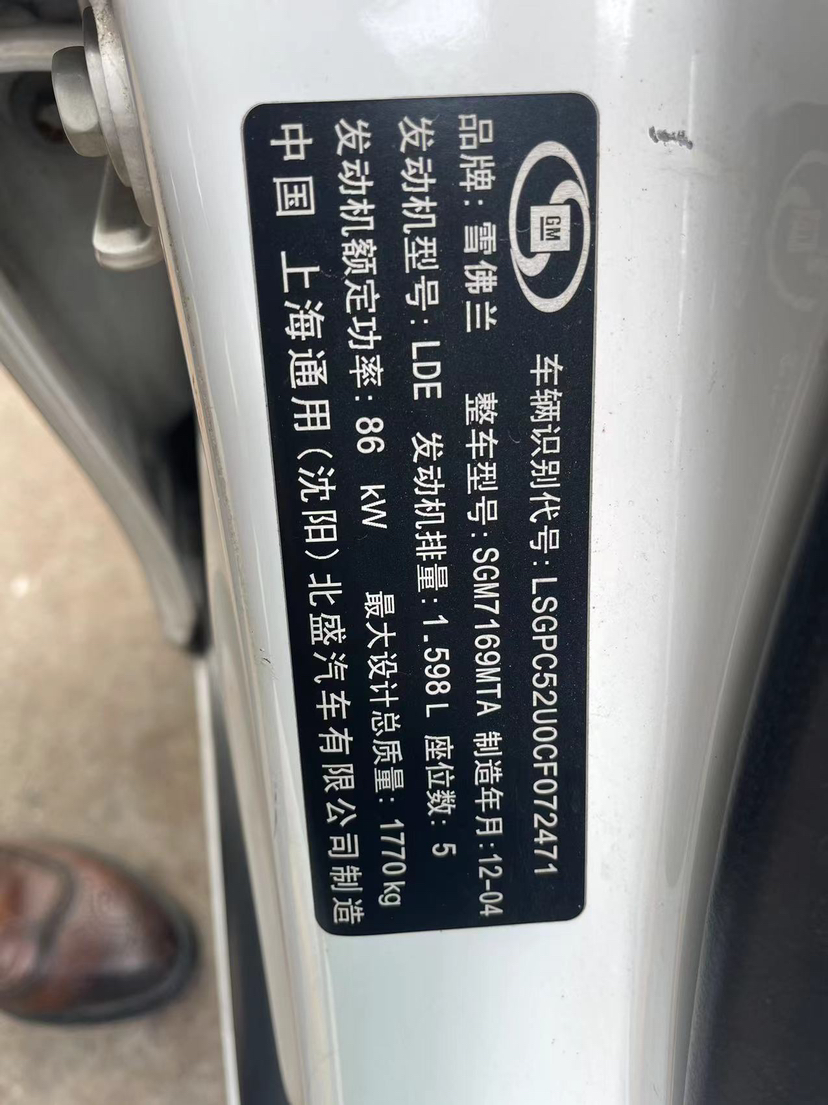 GM
车辆识别代号:LSGPC52U0CF072471
品牌:雪佛兰 整车型号:SGM7169MTA 制造年月:12-04
发动机型号:LDE 发动机排量:1.598L 座位数:5
发动机额定功率:86 kW 最大设计总质量:1770kg
中国 上海通用(沈阳)北盛汽车有限公司制造